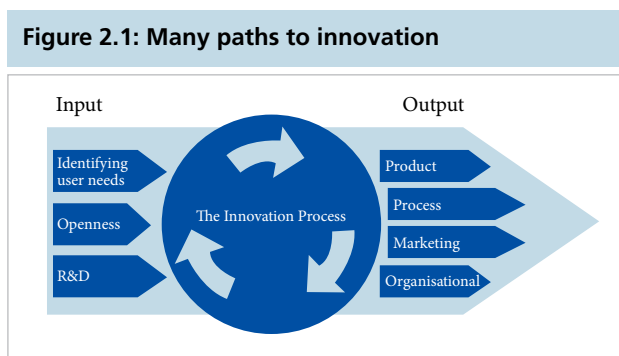 Figure 2.1: Many paths to innovation
Input
Output
Identifying
user needs
Openness
R&D
The Innovation Process
Product
Process
Marketing
Organisational